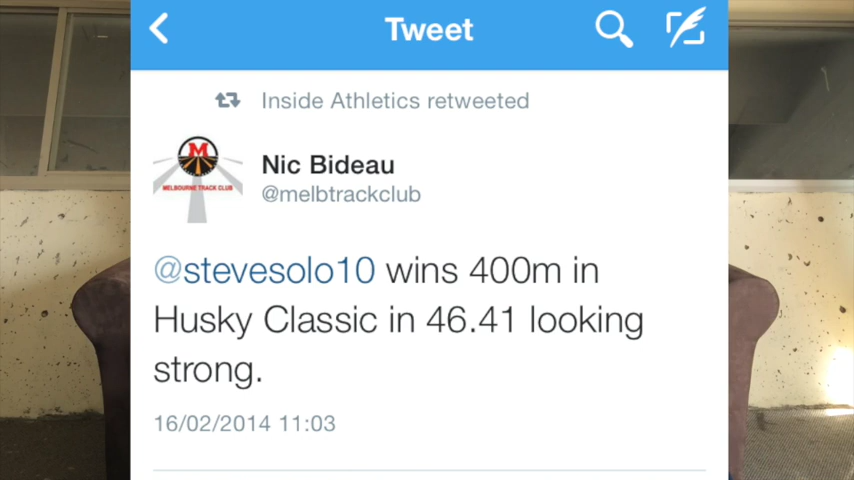 Tweet
Inside Athletics retweeted
M
MELBOURNE TRACK CLUB
Nic Bideau
@melbtrackclub
@stevesolo10 wins 400m in
Husky Classic in 46.41 looking
strong.
16/02/2014 11:03